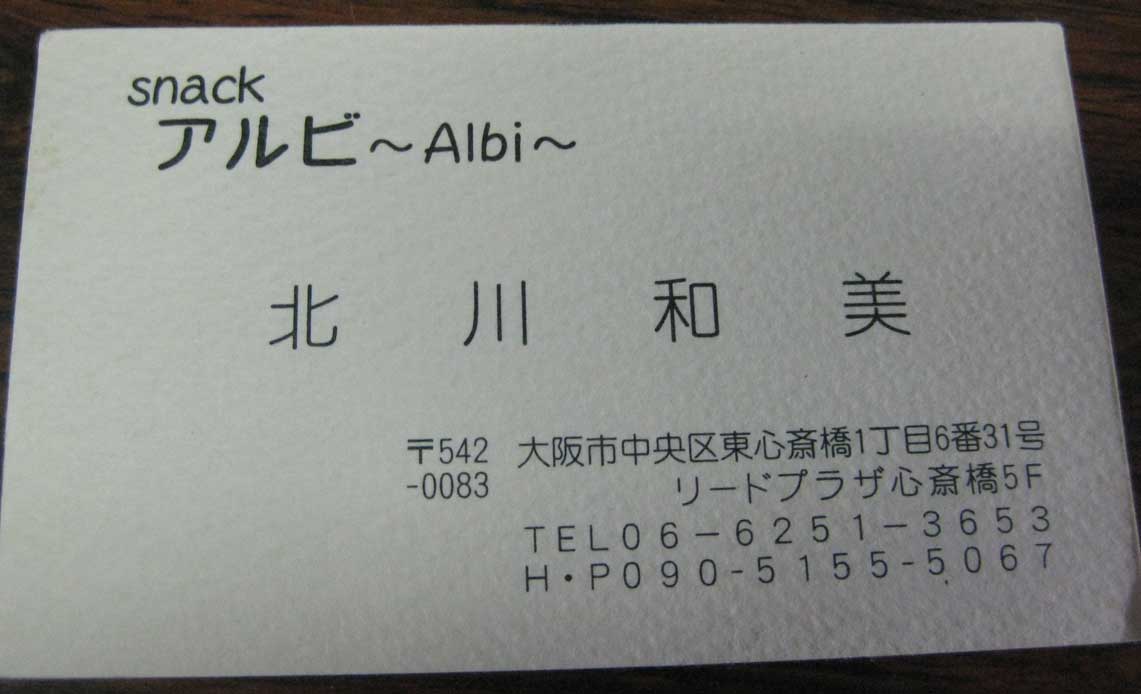 snack
アルビ～Albi～
北川和美
〒542 大阪市中央区東心斎橋1丁目6番31号
-0083 リードプラザ心斎橋5F
TEL06-6251-3653
H・P090-5155-5067